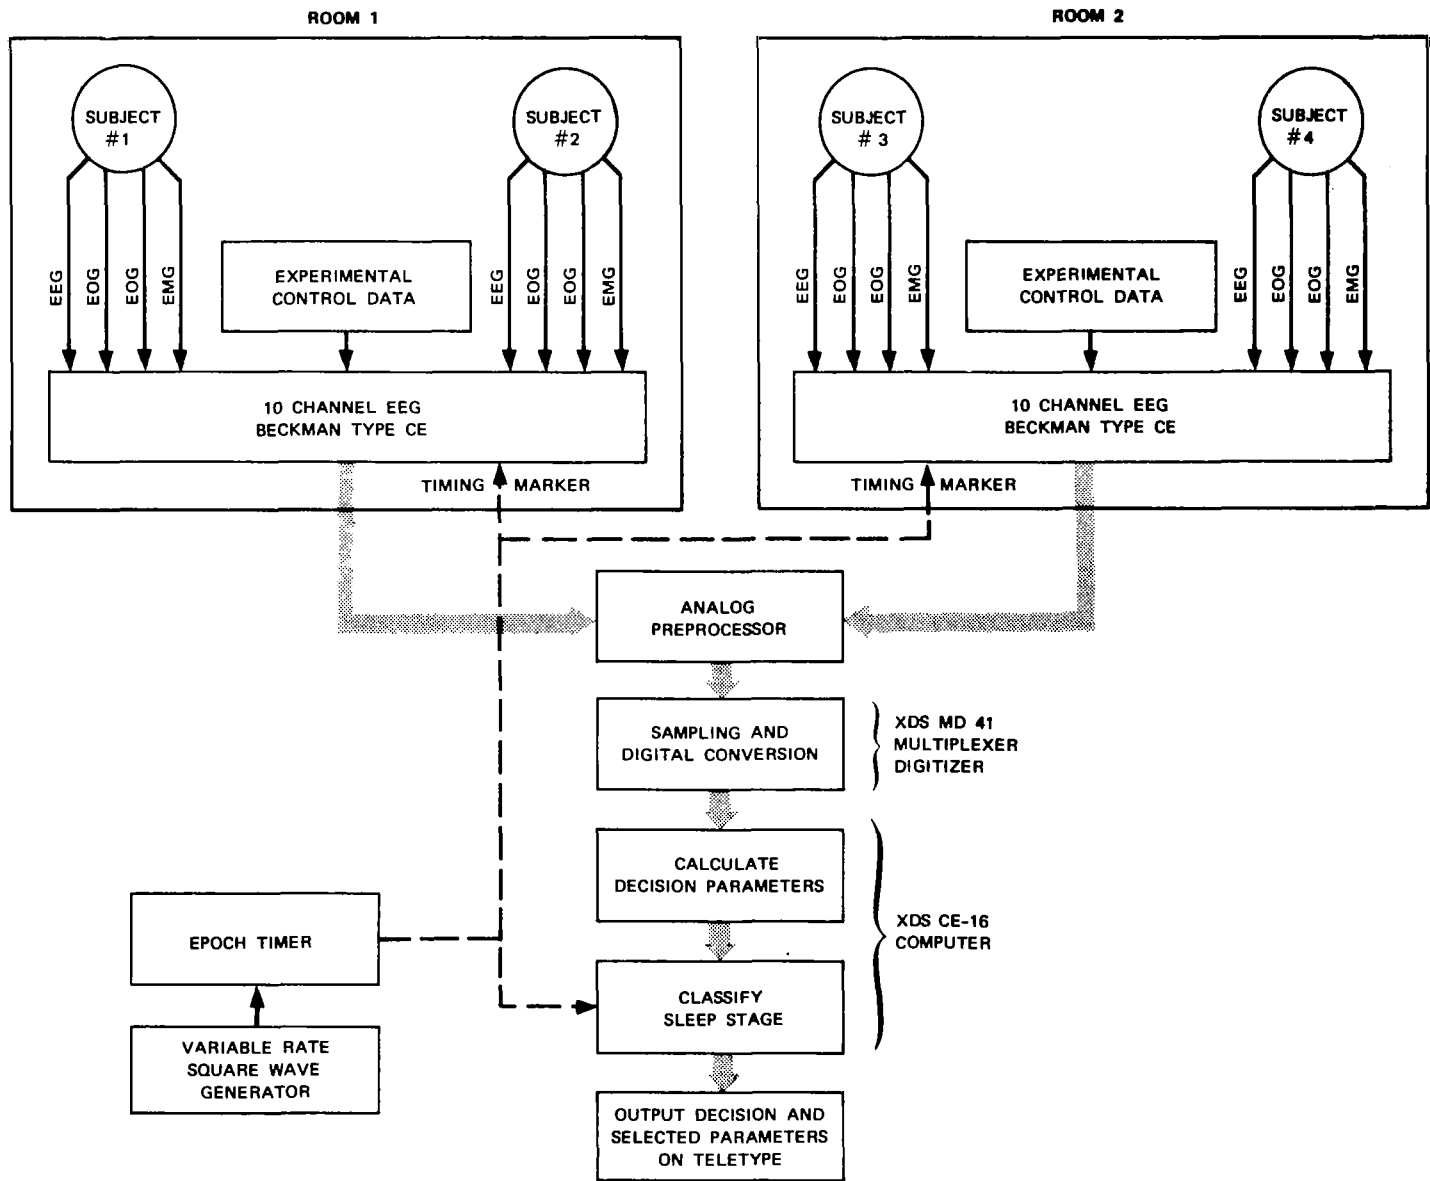 ROOM 1
ROOM 2
SUBJECT
#1
SUBJECT
#2
SUBJECT
#3
SUBJECT
#4
EEG
EOG
EOG
EMG
EXPERIMENTAL
CONTROL DATA
EEG
EOG
EOG
EMG
EEG
EOG
EOG
EMG
EXPERIMENTAL
CONTROL DATA
EEG
EOG
EOG
EMG
10 CHANNEL EEG
BECKMAN TYPE CE
10 CHANNEL EEG
BECKMAN TYPE CE
TIMING MARKER
TIMING MARKER
ANALOG
PREPROCESSOR
SAMPLING AND
DIGITAL CONVERSION
XDS MD 41
MULTIPLEXER
DIGITIZER
CALCULATE
DECISION PARAMETERS
XDS CE-16
COMPUTER
EPOCH TIMER
CLASSIFY
SLEEP STAGE
VARIABLE RATE
SQUARE WAVE
GENERATOR
OUTPUT DECISION AND
SELECTED PARAMETERS
ON TELETYPE